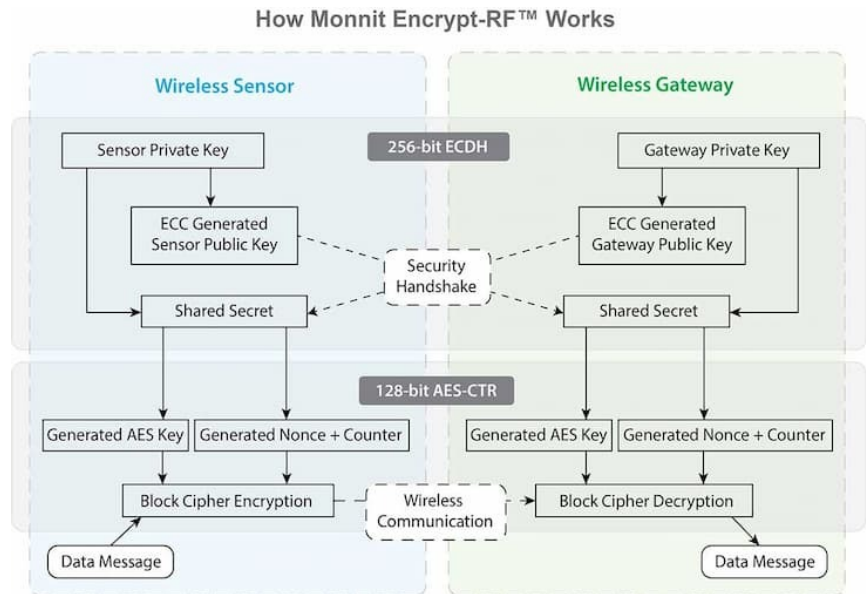 How Monnit Encrypt-RF™ Works
Wireless Sensor
Wireless Gateway
256-bit ECDH
Sensor Private Key
Gateway Private Key
ECC Generated
Sensor Public Key
ECC Generated
Gateway Public Key
Security
Handshake
Shared Secret
Shared Secret
128-bit AES-CTR
Generated AES Key
Generated Nonce + Counter
Generated AES Key
Generated Nonce + Counter
Block Cipher Encryption
Wireless
Communication
Block Cipher Decryption
Data Message
Data Message